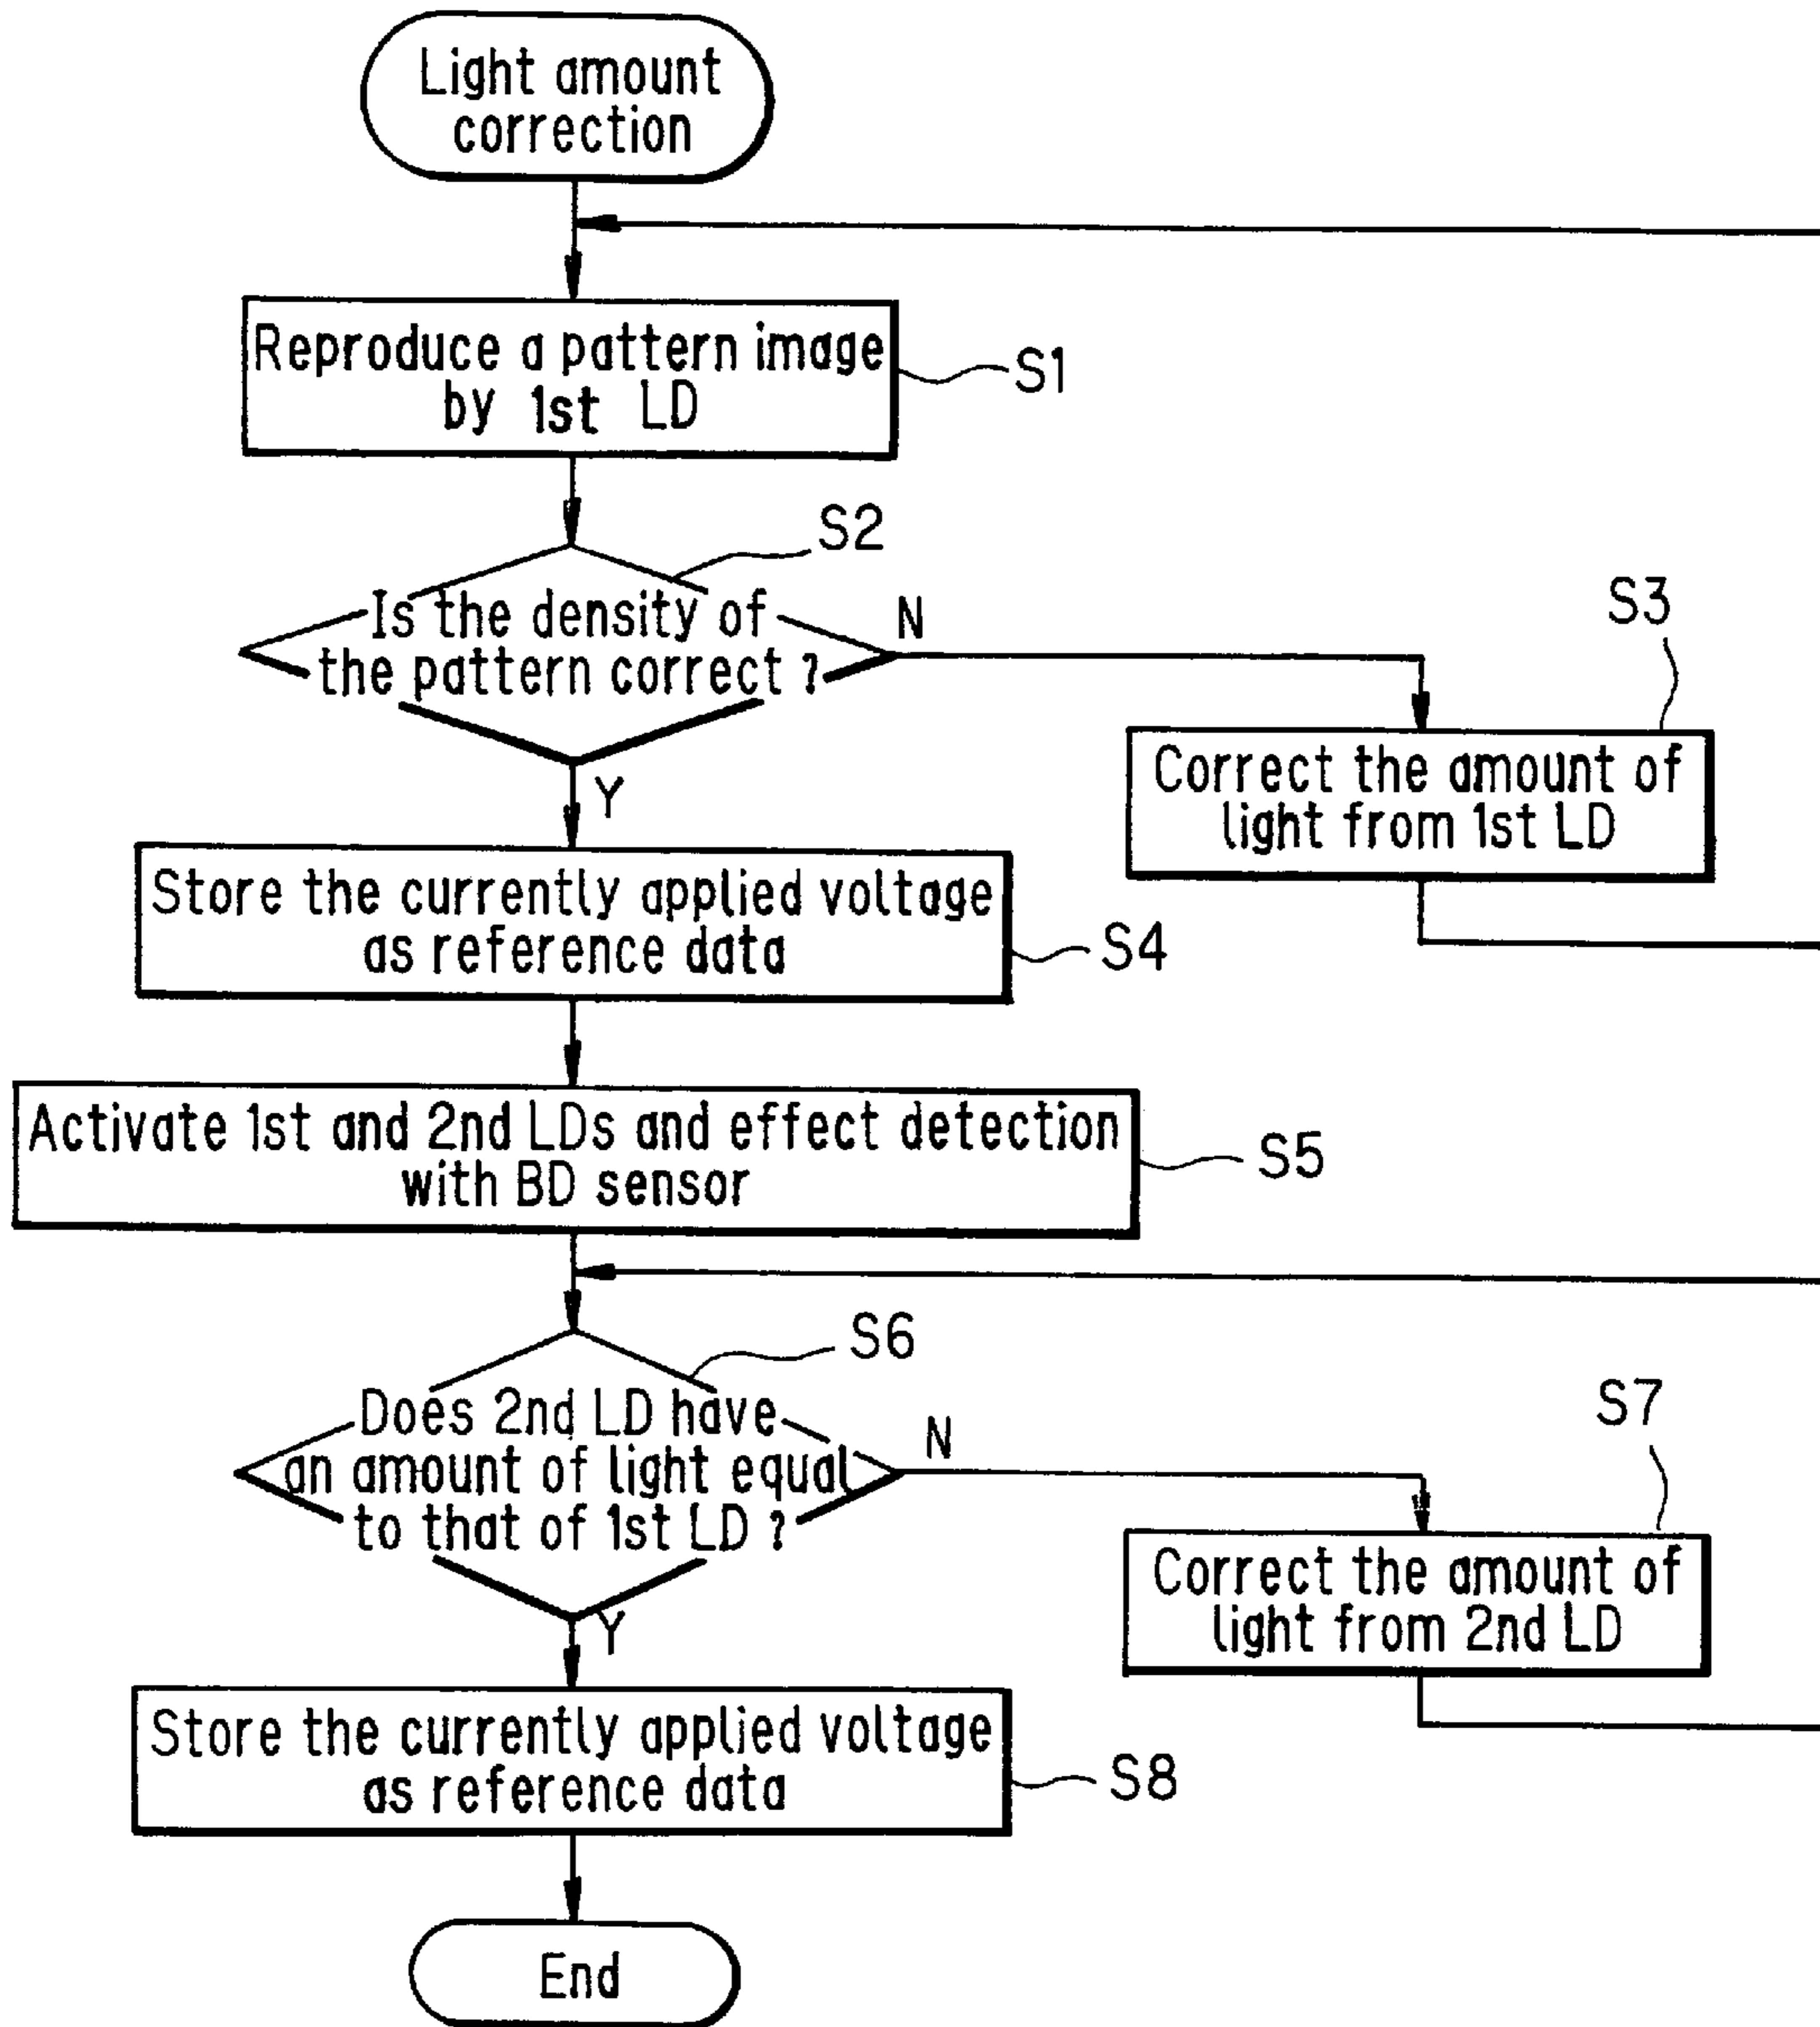 Light amount
correction
Reproduce a pattern image
by 1st LD
S1
S2
Is the density of
the pattern correct ?
N
S3
Correct the amount of
light from 1st LD
Y
Store the currently applied voltage
as reference data
S4
Activate 1st and 2nd LDs and effect detection
with BD sensor
S5
S6
Does 2nd LD have
an amount of light equal
to that of 1st LD ?
N
S7
Correct the amount of
light from 2nd LD
Y
Store the currently applied voltage
as reference data
S8
End